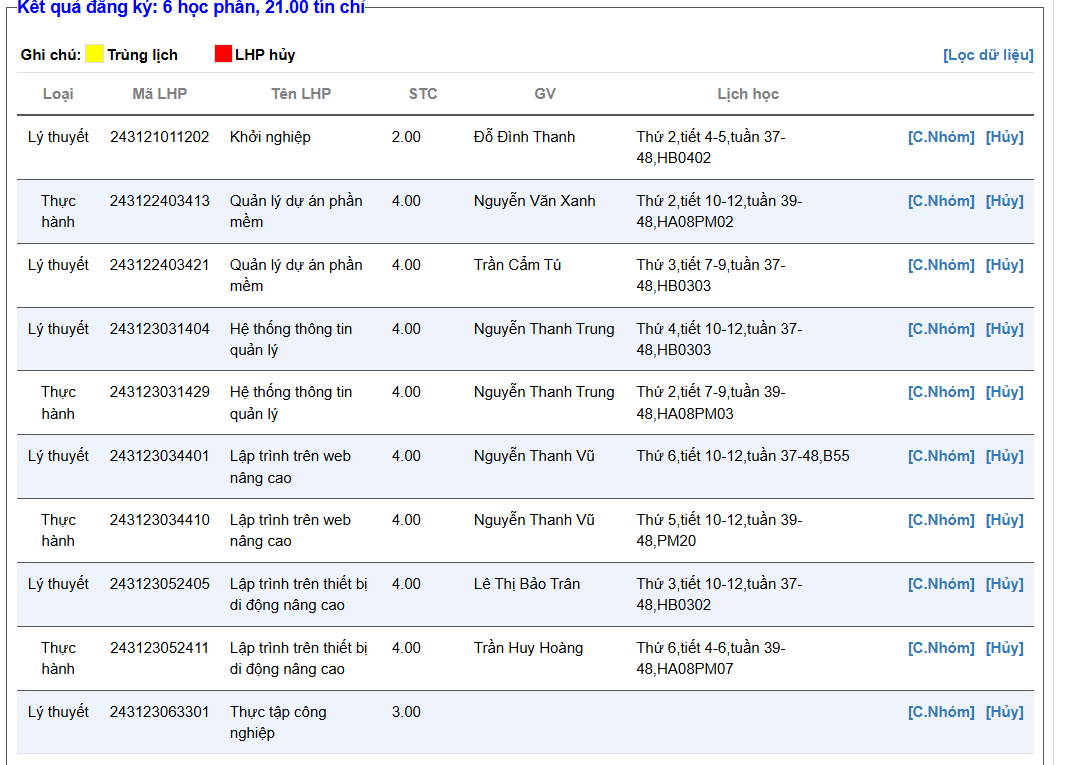 Kết quả đăng ký: 6 học phần, 21.00 tín chỉ
Ghi chú: Trùng lịch LHP hủy [Lọc dữ liệu]
Loại Mã LHP Tên LHP STC GV Lịch học
Lý thuyết 243121011202 Khởi nghiệp 2.00 Đỗ Đình Thanh Thứ 2,tiết 4-5,tuần 37- [C.Nhóm] [Hủy]
48,HB0402
Thực 243122403413 Quản lý dự án phần 4.00 Nguyễn Văn Xanh Thứ 2,tiết 10-12,tuần 39- [C.Nhóm] [Hủy]
hành mềm 48,HA08PM02
Lý thuyết 243122403421 Quản lý dự án phần 4.00 Trần Cẩm Tú Thứ 3,tiết 7-9,tuần 37- [C.Nhóm] [Hủy]
mềm 48,HB0303
Lý thuyết 243123031404 Hệ thống thông tin 4.00 Nguyễn Thanh Trung Thứ 4,tiết 10-12,tuần 37- [C.Nhóm] [Hủy]
quản lý 48,HB0303
Thực 243123031429 Hệ thống thông tin 4.00 Nguyễn Thanh Trung Thứ 2,tiết 7-9,tuần 39- [C.Nhóm] [Hủy]
hành quản lý 48,HA08PM03
Lý thuyết 243123034401 Lập trình trên web 4.00 Nguyễn Thanh Vũ Thứ 6,tiết 10-12,tuần 37-48,B55 [C.Nhóm] [Hủy]
nâng cao
Thực 243123034410 Lập trình trên web 4.00 Nguyễn Thanh Vũ Thứ 5,tiết 10-12,tuần 39- [C.Nhóm] [Hủy]
hành nâng cao 48,PM20
Lý thuyết 243123052405 Lập trình trên thiết bị 4.00 Lê Thị Bảo Trân Thứ 3,tiết 10-12,tuần 37- [C.Nhóm] [Hủy]
di động nâng cao 48,HB0302
Thực 243123052411 Lập trình trên thiết bị 4.00 Trần Huy Hoàng Thứ 6,tiết 4-6,tuần 39- [C.Nhóm] [Hủy]
hành di động nâng cao 48,HA08PM07
Lý thuyết 243123063301 Thực tập công 3.00 [C.Nhóm] [Hủy]
nghiệp